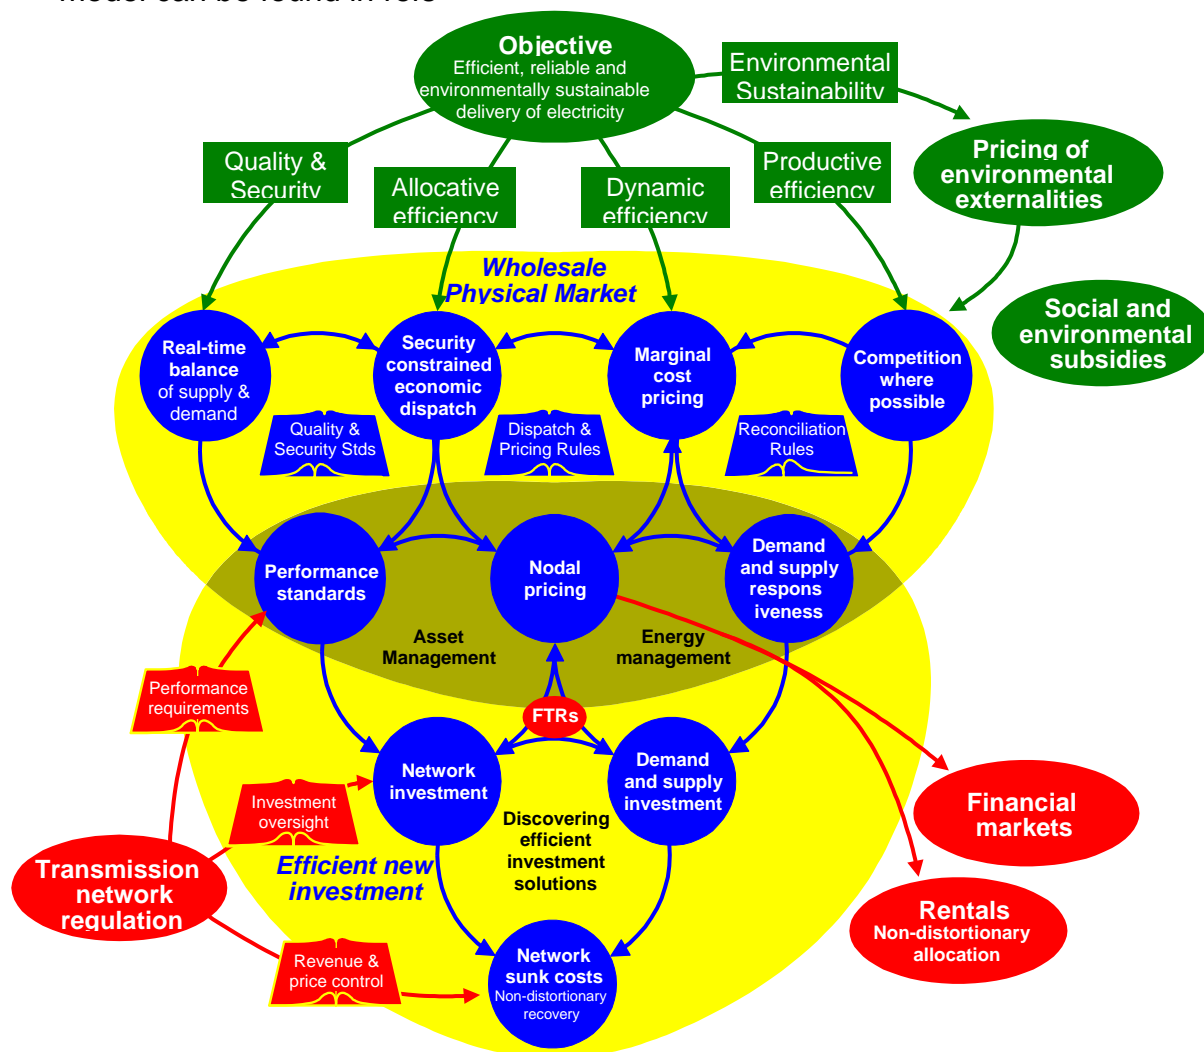 Objective
Efficient, reliable and
environmentally sustainable
delivery of electricity
Environmental
Sustainability
Quality &
Security
Allocative
efficiency
Dynamic
efficiency
Productive
efficiency
Pricing of
environmental
externalities
Social and
environmental
subsidies
Wholesale
Physical Market
Real-time
balance
of supply &
demand
Security
constrained
economic
dispatch
Marginal
cost
pricing
Competition
where
possible
Quality &
Security Stds
Dispatch &
Pricing Rules
Reconciliation
Rules
Performance
standards
Nodal
pricing
Demand
and supply
respons
iveness
Asset
Management
Energy
management
Performance
requirements
FTRs
Network
investment
Demand
and supply
investment
Investment
oversight
Discovering
efficient
investment
solutions
Efficient new
investment
Financial
markets
Transmission
network
regulation
Rentals
Non-distortionary
allocation
Revenue &
price control
Network
sunk costs
Non-distortionary
recovery